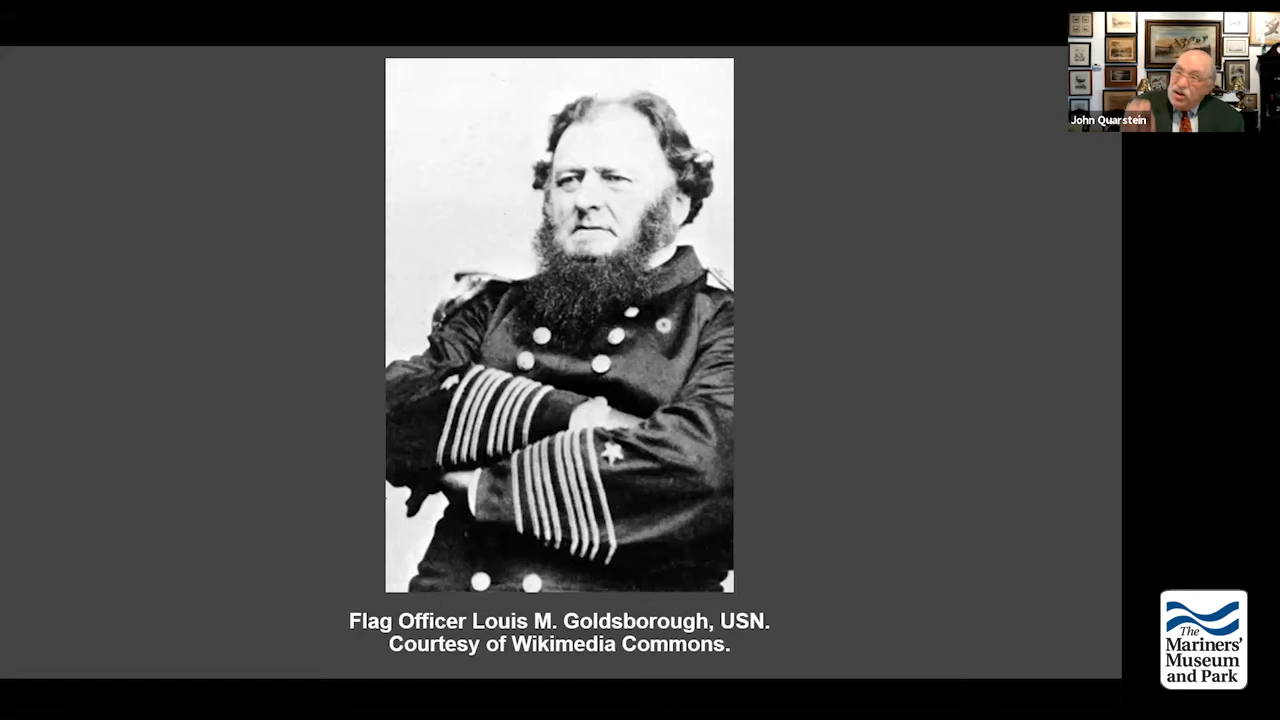 John Quarstein
Flag Officer Louis M. Goldsborough, USN.
Courtesy of Wikimedia Commons.
The
Mariners'
Museum
and Park